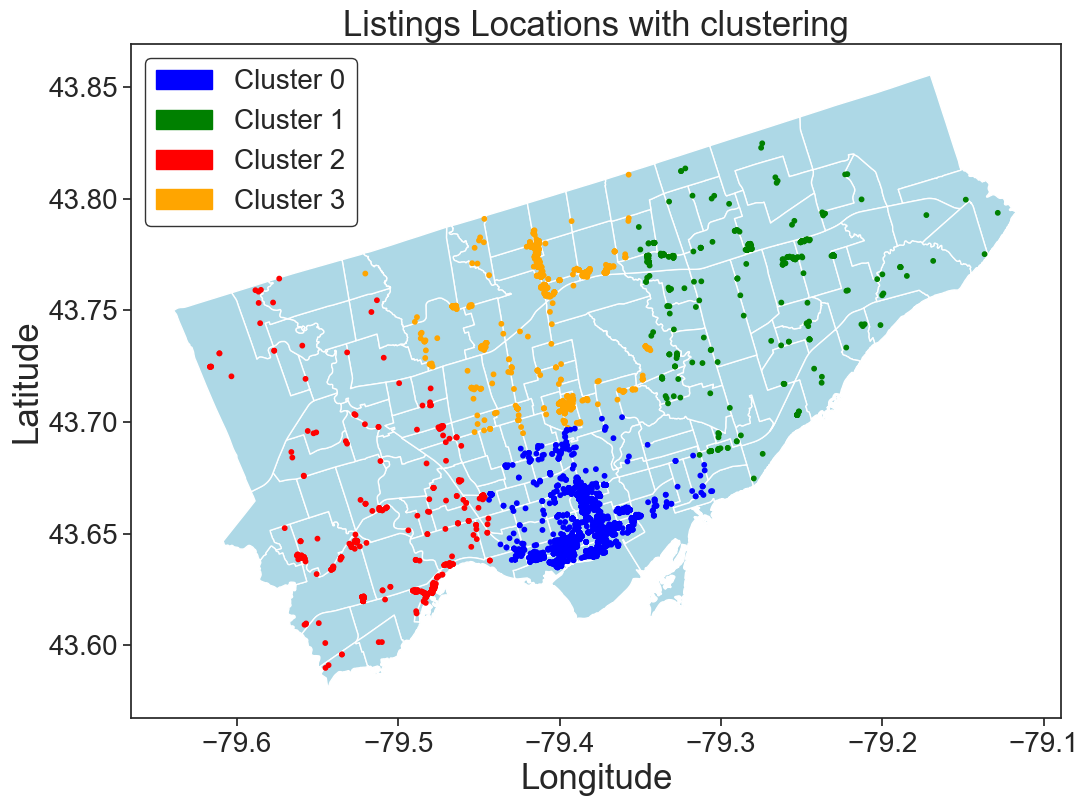 Listings Locations with clustering
Cluster 0
Cluster 1
Cluster 2
Cluster 3
43.85
43.80
43.75
43.70
43.65
43.60
Latitude
−79.6
−79.5
−79.4
−79.3
−79.2
−79.1
Longitude